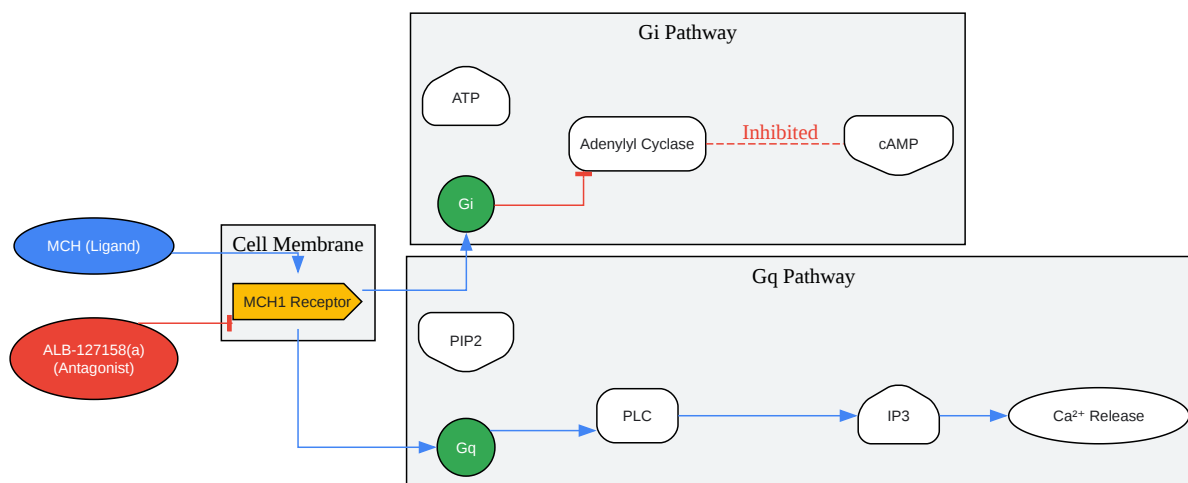 Gi Pathway
ATP
Adenylyl Cyclase
Inhibited
cAMP
Gi
MCH (Ligand)
Cell Membrane
MCH1 Receptor
ALB-127158(a)
(Antagonist)
Gq Pathway
PIP2
PLC
IP3
Ca²⁺ Release
Gq